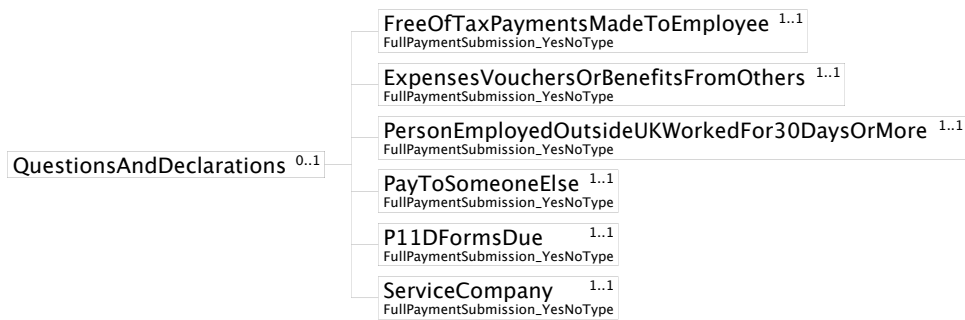 FreeOfTaxPaymentsMadeToEmployee 1..1
FullPaymentSubmission_YesNoType
ExpensesVouchersOrBenefitsFromOthers 1..1
FullPaymentSubmission_YesNoType
PersonEmployedOutsideUKWorkedFor30DaysOrMore 1..1
FullPaymentSubmission_YesNoType
QuestionsAndDeclarations 0..1
PayToSomeoneElse 1..1
FullPaymentSubmission_YesNoType
P11DFormsDue 1..1
FullPaymentSubmission_YesNoType
ServiceCompany 1..1
FullPaymentSubmission_YesNoType